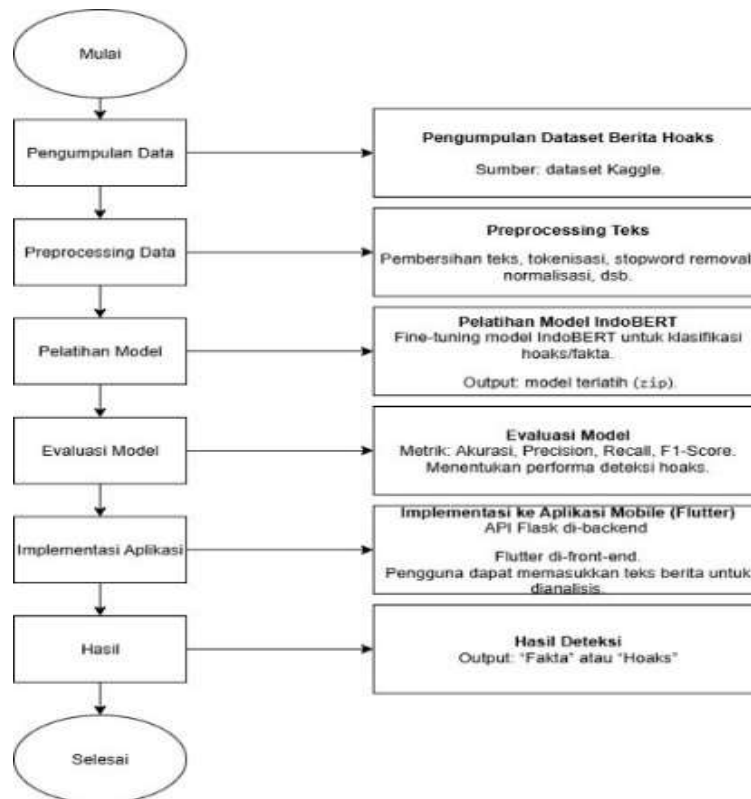 Mulai
Pengumpulan Data
Pengumpulan Dataset Berita Hoaks
Sumber: dataset Kaggle.
Preprocessing Data
Preprocessing Teks
Pembersihan teks, tokenisasi, stopword removal
normalisasi, dsb.
Pelatihan Model
Pelatihan Model IndoBERT
Fine-tuning model IndoBERT untuk klasifikasi
hoaks/fakta.
Output: model terlatih (zip).
Evaluasi Model
Evaluasi Model
Metrik: Akurasi, Precision, Recall, F1-Score.
Menentukan performa deteksi hoaks.
Implementasi Aplikasi
Implementasi ke Aplikasi Mobile (Flutter)
API Flask di-backend
Flutter di-front-end.
Pengguna dapat memasukkan teks berita untuk
dianalisis.
Hasil
Hasil Deteksi
Output: "Fakta" atau "Hoaks"
Selesai